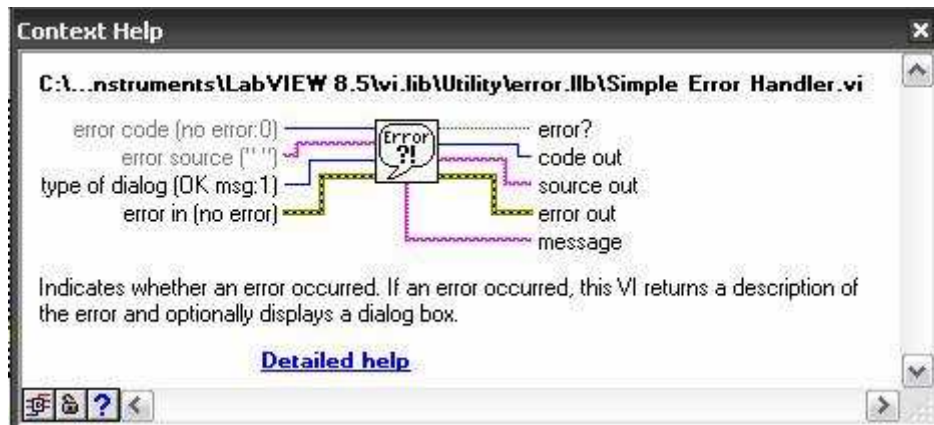 Context Help
C:\...nstruments\LabVIEW 8.5\vi.lib\Utility\error.llb\Simple Error Handler.vi
error code (no error:0)
error source (" ")
type of dialog (OK msg:1)
error in (no error)
Error
?!
error?
code out
source out
error out
message
Indicates whether an error occurred. If an error occurred, this VI returns a description of
the error and optionally displays a dialog box.
Detailed help
?